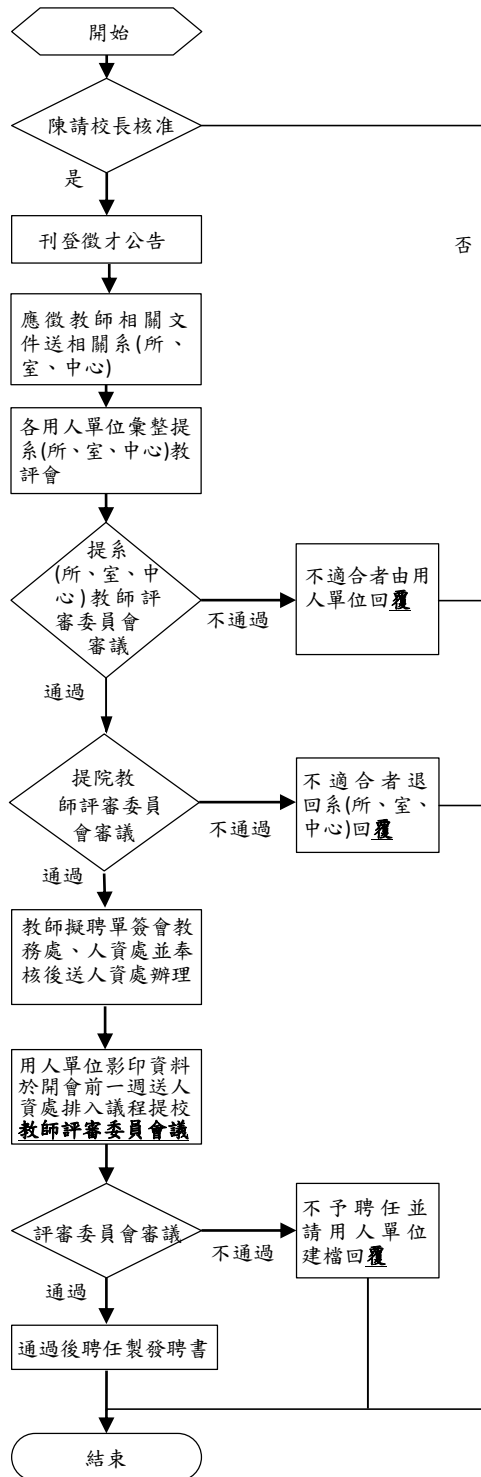 開始
陳請校長核准
是
否
刊登徵才公告
應徵教師相關文
件送相關系(所、
室、中心)
各用人單位彙整提
系(所、室、中心)教
評會
提系
(所、室、中
心)教師評
審委員會
審議
不通過
不適合者由用
人單位回覆
通過
提院教
師評審委員
會審議
不通過
不適合者退
回系(所、室、
中心)回覆
通過
教師擬聘單簽會教
務處、人資處並奉
核後送人資處辦理
用人單位影印資料
於開會前一週送人
資處排入議程提校
教師評審委員會議
評審委員會審議
不通過
不予聘任並
請用人單位
建檔回覆
通過
通過後聘任製發聘書
結束